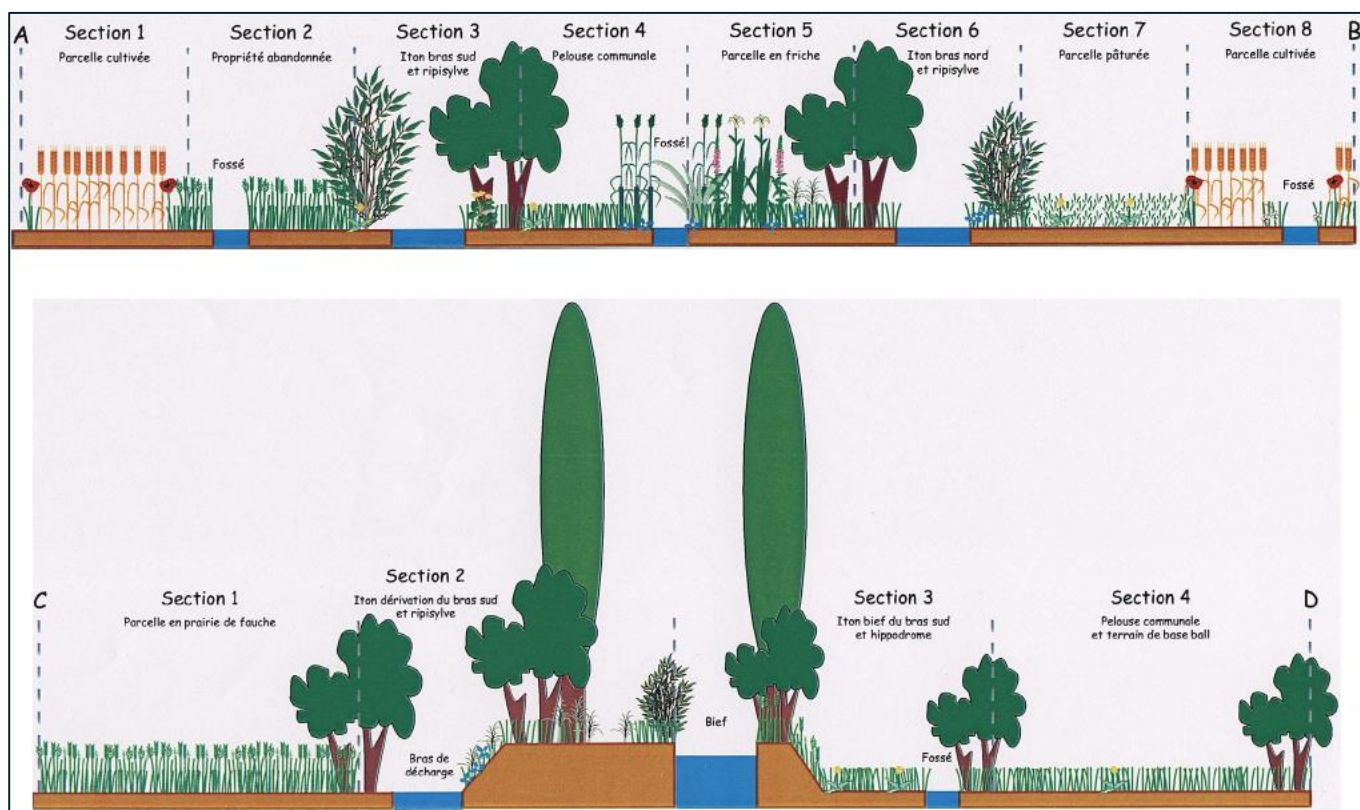 A
Section 1
Parcelle cultivée
Section 2
Propriété abandonnée
Section 3
Iton bras sud
et ripisylve
Section 4
Pelouse communale
Section 5
Parcelle en friche
Section 6
Iton bras nord
et ripisylve
Section 7
Parcelle pâturée
Section 8
Parcelle cultivée
B
Fossé
Fossé
Fossé
C
Section 1
Parcelle en prairie de fauche
Section 2
Iton dérivation du bras sud
et ripisylve
Section 3
Iton bief du bras sud
et hippodrome
Section 4
Pelouse communale
et terrain de base ball
D
Bras de
décharge
Bief
Fossé